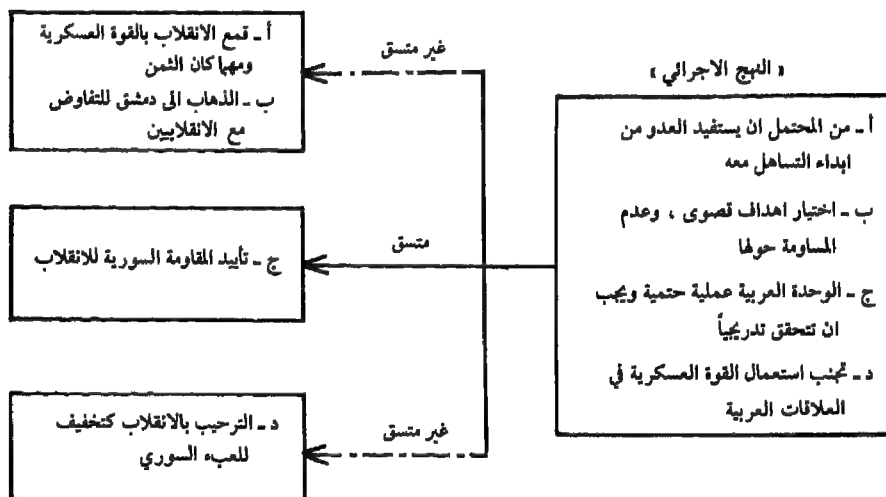 « النهج الاجرائي »
أ ـ من المحتمل ان يستفيد العدو من
ابداء التساهل معه
ب ـ اختيار اهداف قصوى ، وعدم
المساومة حولها
ج ـ الوحدة العربية عملية حتمية ويجب
ان تتحقق تدريجياً
د ـ تجنب استعمال القوة العسكرية في
العلاقات العربية
غير متسق
أ ـ قمع الانقلاب بالقوة العسكرية
ومهما كان الثمن
ب ـ الذهاب الى دمشق للتفاوض
مع الانقلابيين
متسق
ج ـ تأييد المقاومة السورية للانقلاب
غير متسق
د ـ الترحيب بالانقلاب كتخفيف
للعبء السوري